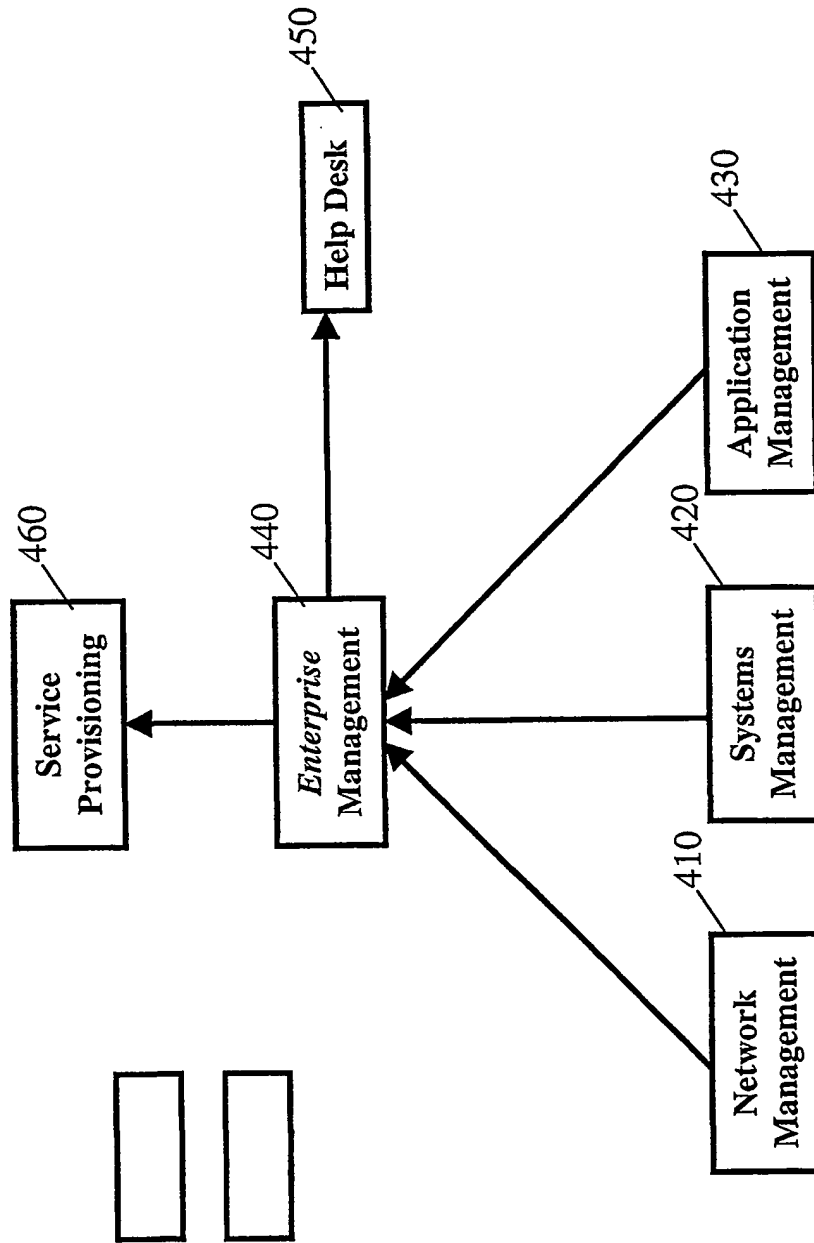 460
Service
Provisioning
440
Enterprise
Management
450
Help Desk
410
Network
Management
420
Systems
Management
430
Application
Management